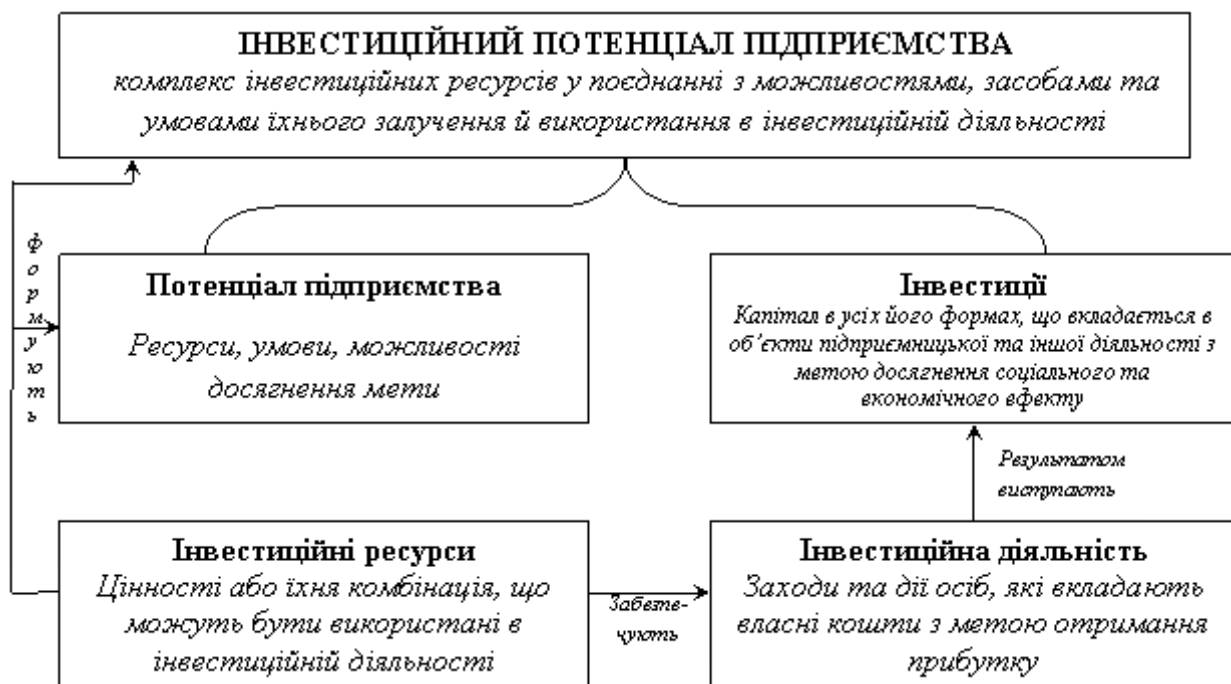 ІНВЕСТИЦІЙНИЙ ПОТЕНЦІАЛ ПІДПРИЄМСТВА
комплекс інвестиційних ресурсів у поєднанні з можливостями, засобами та
умовами їхнього залучення й використання в інвестиційній діяльності
формують
Потенціал підприємства
Ресурси, умови, можливості
досягнення мети
Інвестиції
Капітал в усіх його формах, що вкладається в
об’єкти підприємницької та іншої діяльності з
метою досягнення соціального та
економічного ефекту
Результатом
виступають
Інвестиційні ресурси
Цінності або їхня комбінація, що
можуть бути використані в
інвестиційній діяльності
Забезпе-
чують
Інвестиційна діяльність
Заходи та дії осіб, які вкладають
власні кошти з метою отримання
прибутку